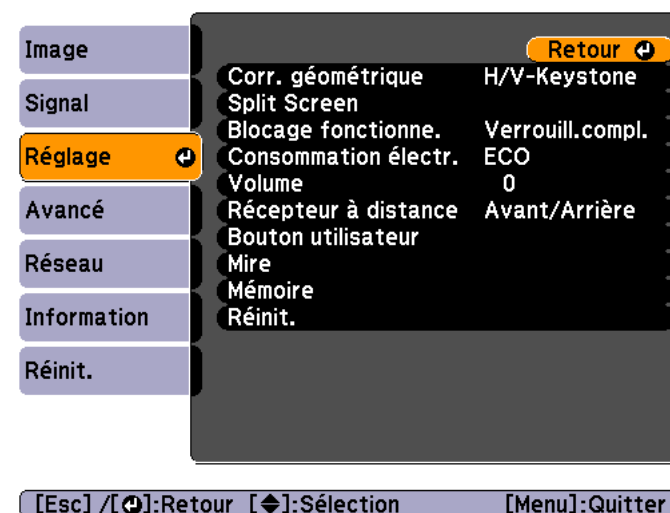 Image
Signal
Réglage
Avancé
Réseau
Information
Réinit.
Retour
Corr. géométrique H/V-Keystone
Split Screen
Blocage fonctionne. Verrouill.compl.
Consommation électr. ECO
Volume 0
Récepteur à distance Avant/Arrière
Bouton utilisateur
Mire
Mémoire
Réinit.
[Esc] /[⏎]:Retour [◆]:Sélection [Menu]:Quitter